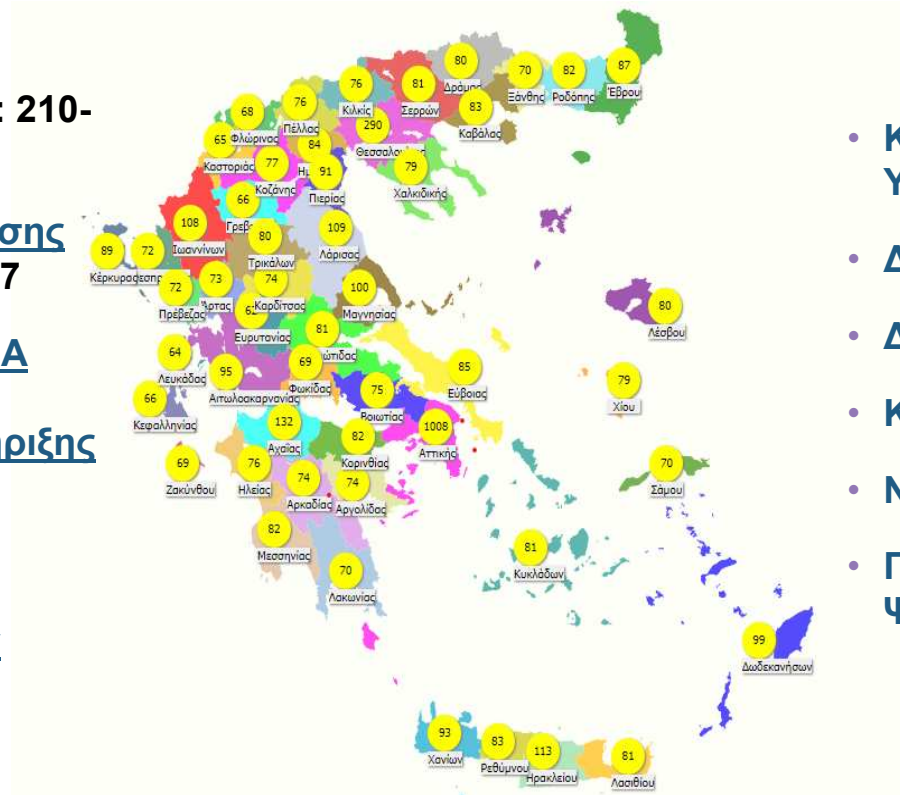 : 210-
σης
7
Α
ριξης
80
Δράμας
70
Ξάνθης
82
Ροδόπης
87
Έβρου
76
Κιλκίς
81
Σερρών
83
Καβάλας
76
Πέλλας
68
Φλώρινας
290
65
Καστοριάς
84
77
Κοζάνης
91
Πιερίας
79
Χαλκιδικής
66
108
Ιωαννίνων
80
Τρικάλων
109
Λάρισας
89
Κέρκυρας
72
72
Πρέβεζας
73
Άρτας
74
Καρδίτσας
100
Μαγνησίας
Ευρυτανίας
81
ώτιδας
80
Λέσβου
64
Λευκάδας
95
Αιτωλοακαρνανίας
69
Φωκίδας
75
Βοιωτίας
85
Εύβοιας
79
Χίου
66
Κεφαλληνίας
132
Αχαΐας
82
Κορινθίας
1008
Αττικής
69
Ζακύνθου
76
Ηλείας
74
Αρκαδίας
74
Αργολίδας
70
Σάμου
82
Μεσσηνίας
70
Λακωνίας
81
Κυκλάδων
99
Δωδεκανήσων
93
Χανίων
83
Ρεθύμνου
113
Ηρακλείου
81
Λασιθίου
• Κ
Υ
• Δ
• Δ
• Κ
• Ν